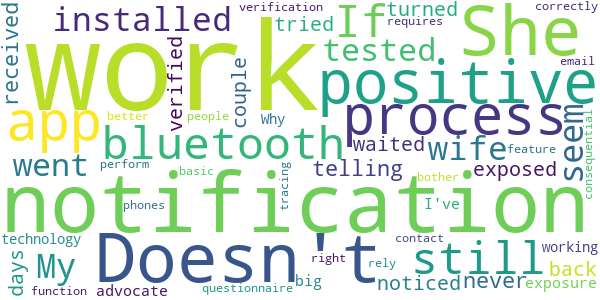 verification correctly
installed If turned requires
received tried She
work tested email
verified couple positive
app Why process consequential
better people feature
bluetooth waited wife seem
went perform basic telling exposed
notification tracing bother
phones I've
technology Doesn't still contact working
days My right rely noticed never back
function advocate questionnaire big exposure